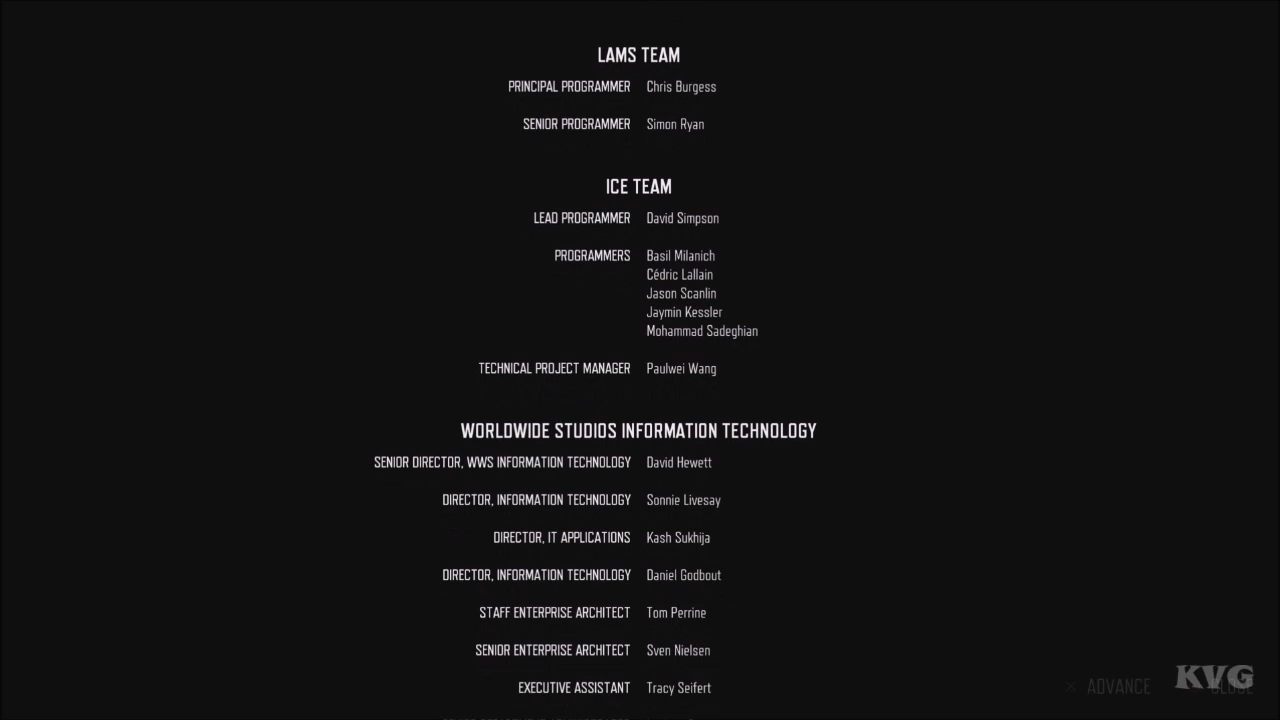 LAMS TEAM
PRINCIPAL PROGRAMMER Chris Burgess
SENIOR PROGRAMMER Simon Ryan
ICE TEAM
LEAD PROGRAMMER David Simpson
PROGRAMMERS Basil Milanich
Cédric Lallain
Jason Scanlin
Jaymin Kessler
Mohammad Sadeghian
TECHNICAL PROJECT MANAGER Paulwei Wang
WORLDWIDE STUDIOS INFORMATION TECHNOLOGY
SENIOR DIRECTOR, WWS INFORMATION TECHNOLOGY David Hewett
DIRECTOR, INFORMATION TECHNOLOGY Sonnie Livesay
DIRECTOR, IT APPLICATIONS Kash Sukhija
DIRECTOR, INFORMATION TECHNOLOGY Daniel Godbout
STAFF ENTERPRISE ARCHITECT Tom Perrine
SENIOR ENTERPRISE ARCHITECT Sven Nielsen
EXECUTIVE ASSISTANT Tracy Seifert
ADVANCE CLOSE
KVG